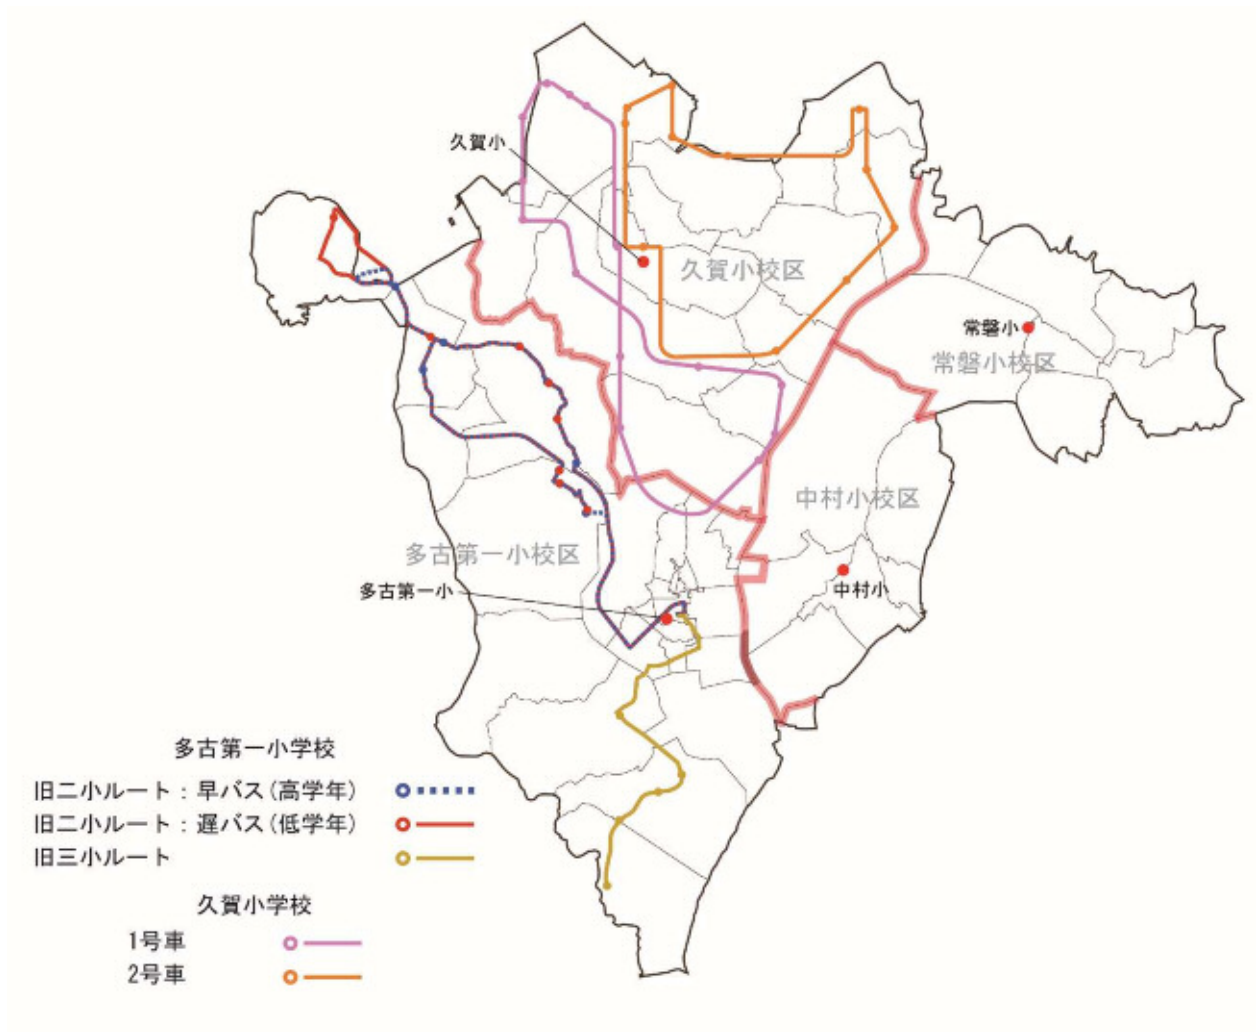 久賀小
久賀小校区
常磐小
常磐小校区
中村小校区
多古第一小校区
中村小
多古第一小
多古第一小学校
旧二小ルート：早バス(高学年)
旧二小ルート：遅バス(低学年)
旧三小ルート
久賀小学校
1号車
2号車